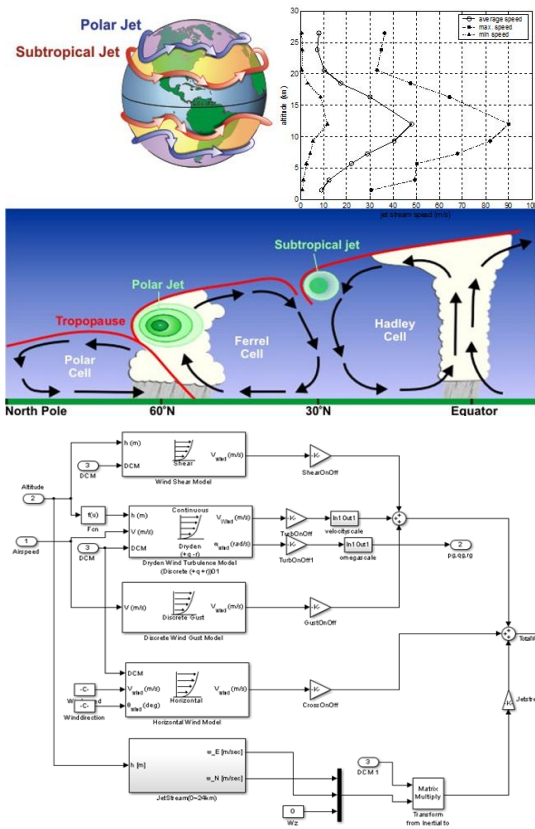 Polar Jet
Subtropical Jet
average speed
max. speed
min speed
altitude (km)
30
25
20
15
10
5
0
0 10 20 30 40 50 60 70 80 90 100
jet stream speed (m/s)
Subtropical jet
Polar Jet
Tropopause
Polar
Cell
Ferrel
Cell
Hadley
Cell
North Pole
60°N
30°N
Equator
h (m)
DCM
Shear
V wind (m/s)
Wind Shear Model
ShearOnOff
3
DCM
Altitude
2
f(u)
Fcn
1
Airspeed
3
DCM
h (m)
V (m/s)
DCM
Continuous
Dryden
(+q -r)
V wind (m/s)
Dryden Wind Turbulence Model
(Discrete (+q +r))01
TurbOnOff
TurbOnOff1
In1 Out1
velocityscale
In1 Out1
omegascale
2
pg,qg,rg
V (m/s)
Discrete Gust
V wind (m/s)
Discrete Wind Gust Model
GustOnOff
DCM
V wind (m/s)
Horizontal
V wind (m/s)
Horizontal Wind Model
CrossOnOff
-C-
-C-
Winddirection
h [m]
w_E [m/sec]
w_N [m/sec]
JetStream(0~24km)
0
Wz
3
DCM 1
Matrix
Multiply
Transform
from Inertial to